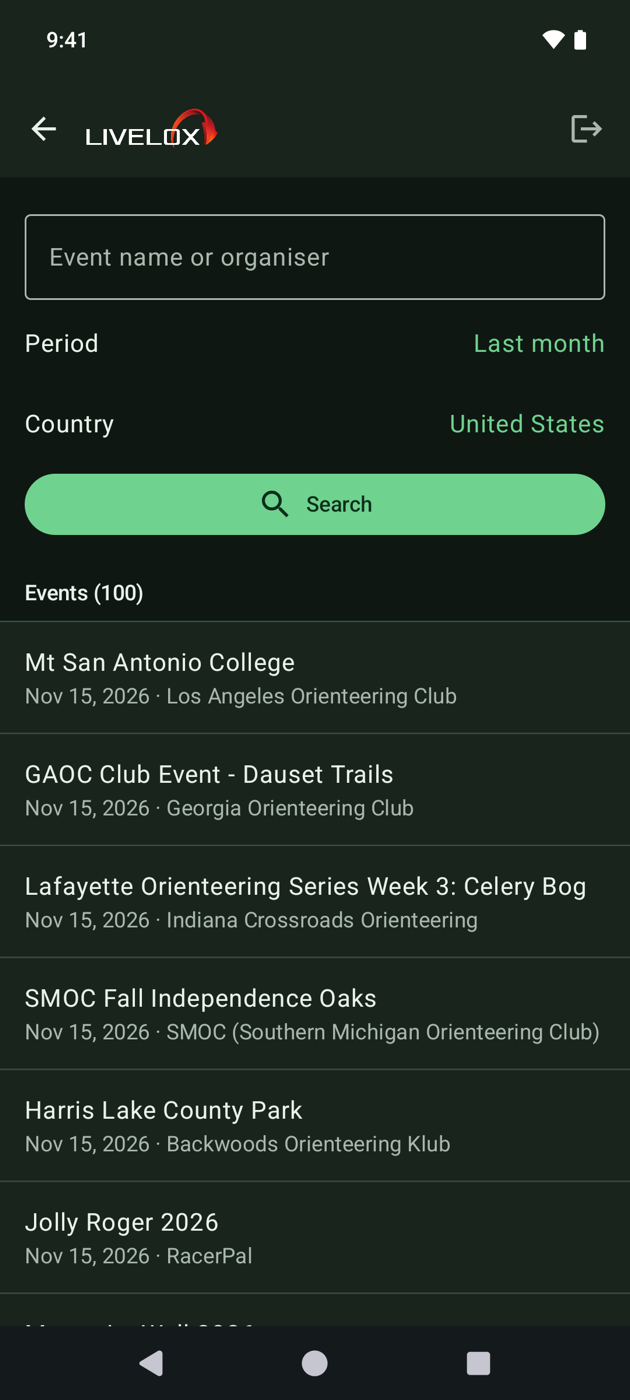 9:41
LIVELOX
Event name or organiser
Period
Last month
Country
United States
Search
Events (100)
Mt San Antonio College
Nov 15, 2026 · Los Angeles Orienteering Club
GAOC Club Event - Dauset Trails
Nov 15, 2026 · Georgia Orienteering Club
Lafayette Orienteering Series Week 3: Celery Bog
Nov 15, 2026 · Indiana Crossroads Orienteering
SMOC Fall Independence Oaks
Nov 15, 2026 · SMOC (Southern Michigan Orienteering Club)
Harris Lake County Park
Nov 15, 2026 · Backwoods Orienteering Klub
Jolly Roger 2026
Nov 15, 2026 · RacerPal